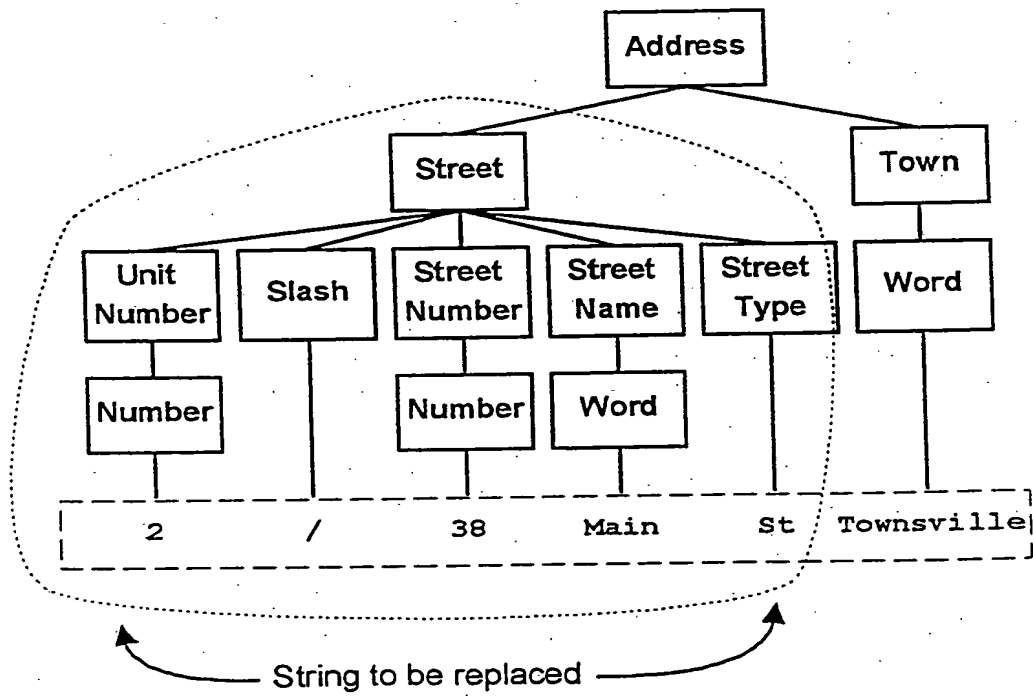 Address
Street
Town
Unit
Number
Slash
Street
Number
Street
Name
Street
Type
Word
Number
Number
Word
2 / 38 Main St Townsville
String to be replaced